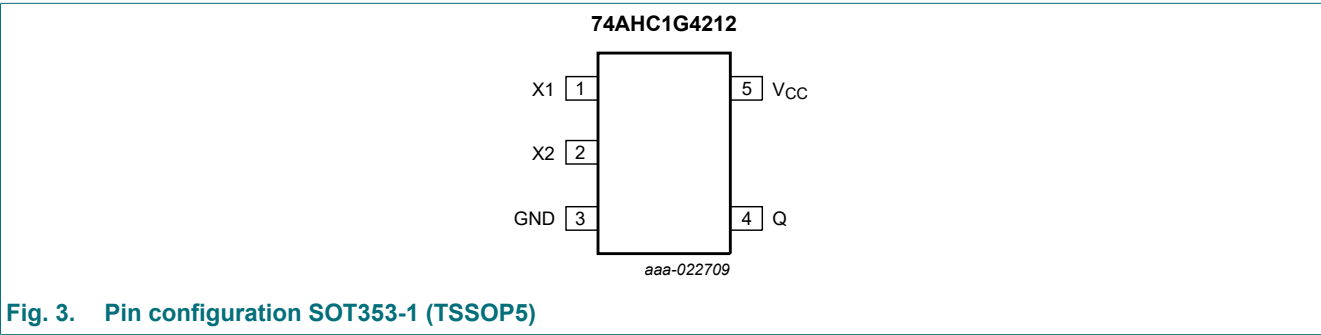 74AHC1G4212
X1 1 5 VCC
X2 2
GND 3 4 Q
aaa-022709
Fig. 3. Pin configuration SOT353-1 (TSSOP5)